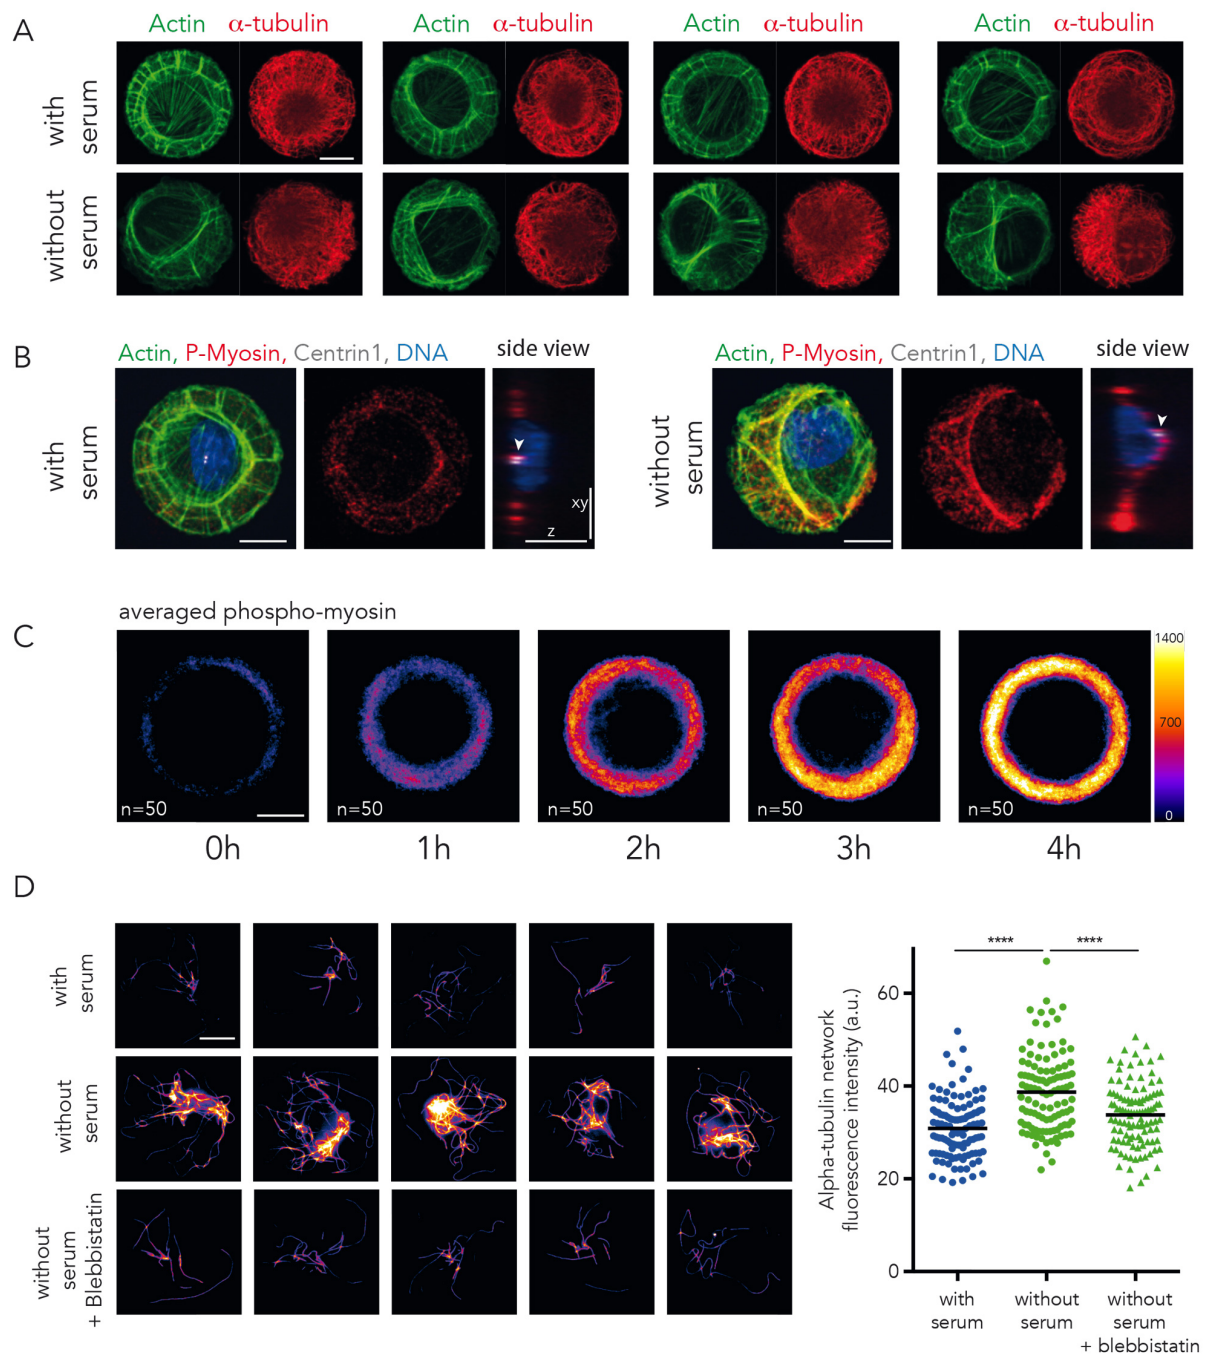 A
Actin α-tubulin
Actin α-tubulin
Actin α-tubulin
Actin α-tubulin
with
serum
without
serum
B
Actin, P-Myosin, Centrin1, DNA
side view
Actin, P-Myosin, Centrin1, DNA
side view
with
serum
xy
z
without
serum
averaged phospho-myosin
C
n=50
n=50
n=50
n=50
n=50
1400
700
0
0h
1h
2h
3h
4h
D
with
serum
without
serum
without
serum
+ Blebbistatin
Alpha-tubulin network
fluorescence intensity (a.u.)
****
****
60
40
20
0
with
serum
without
serum
without
serum
+ blebbistatin